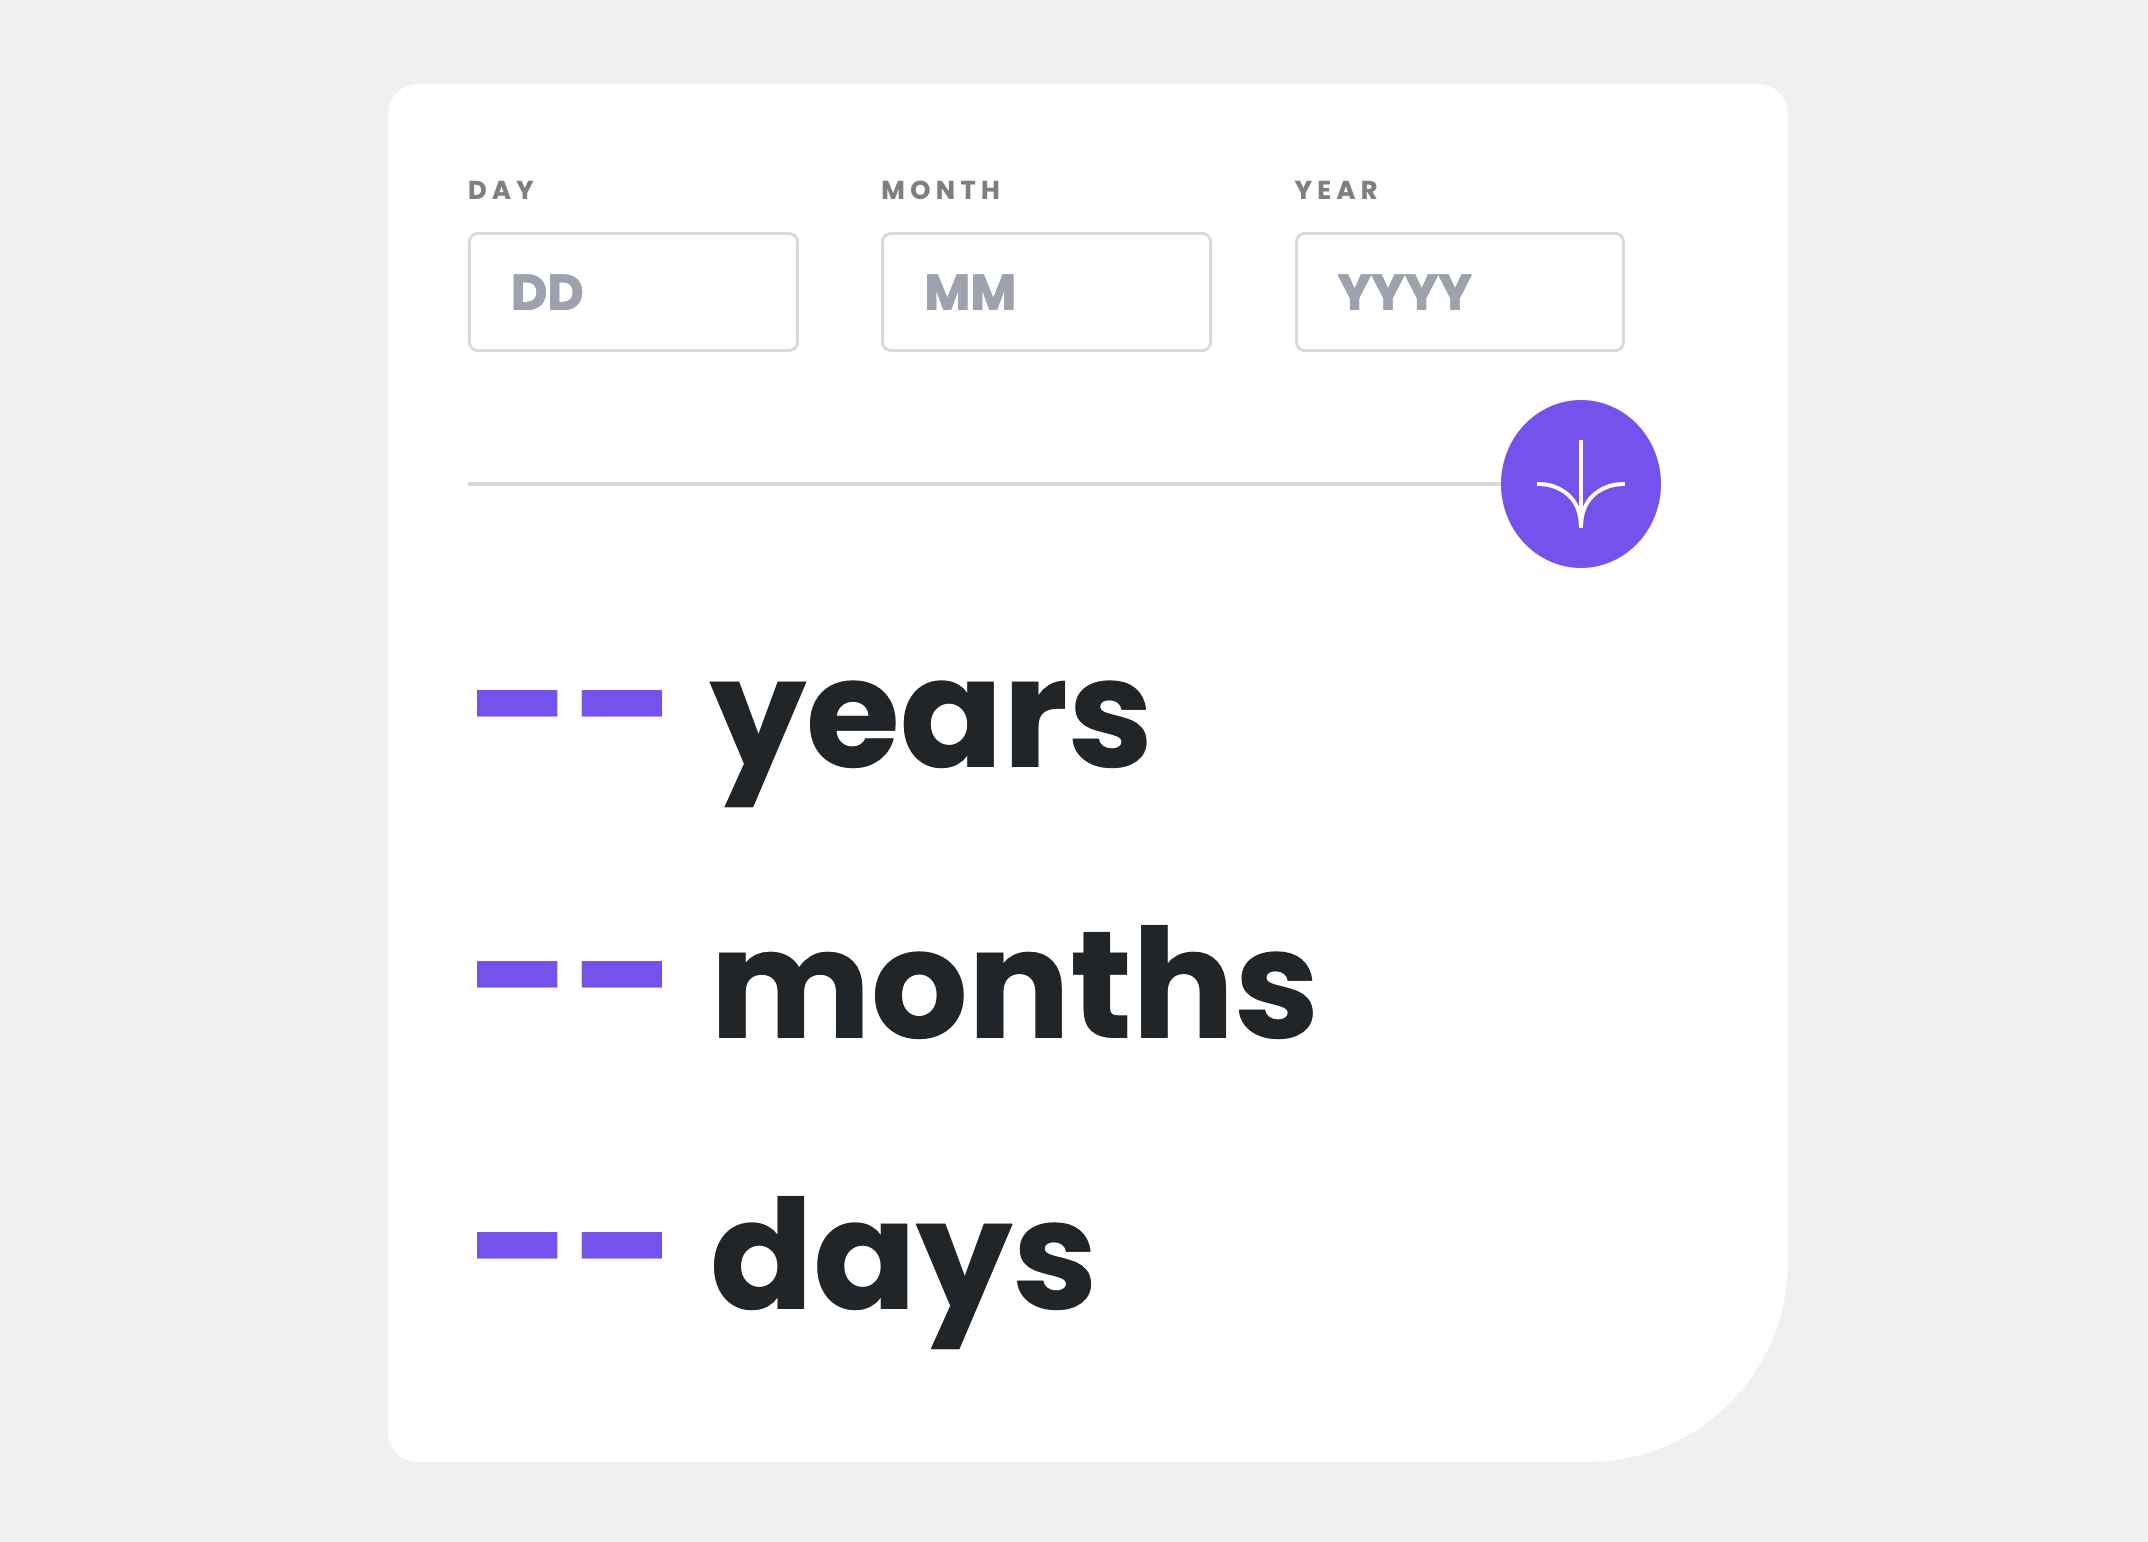 DAY MONTH YEAR
DD MM YYYY
-- years
-- months
-- days